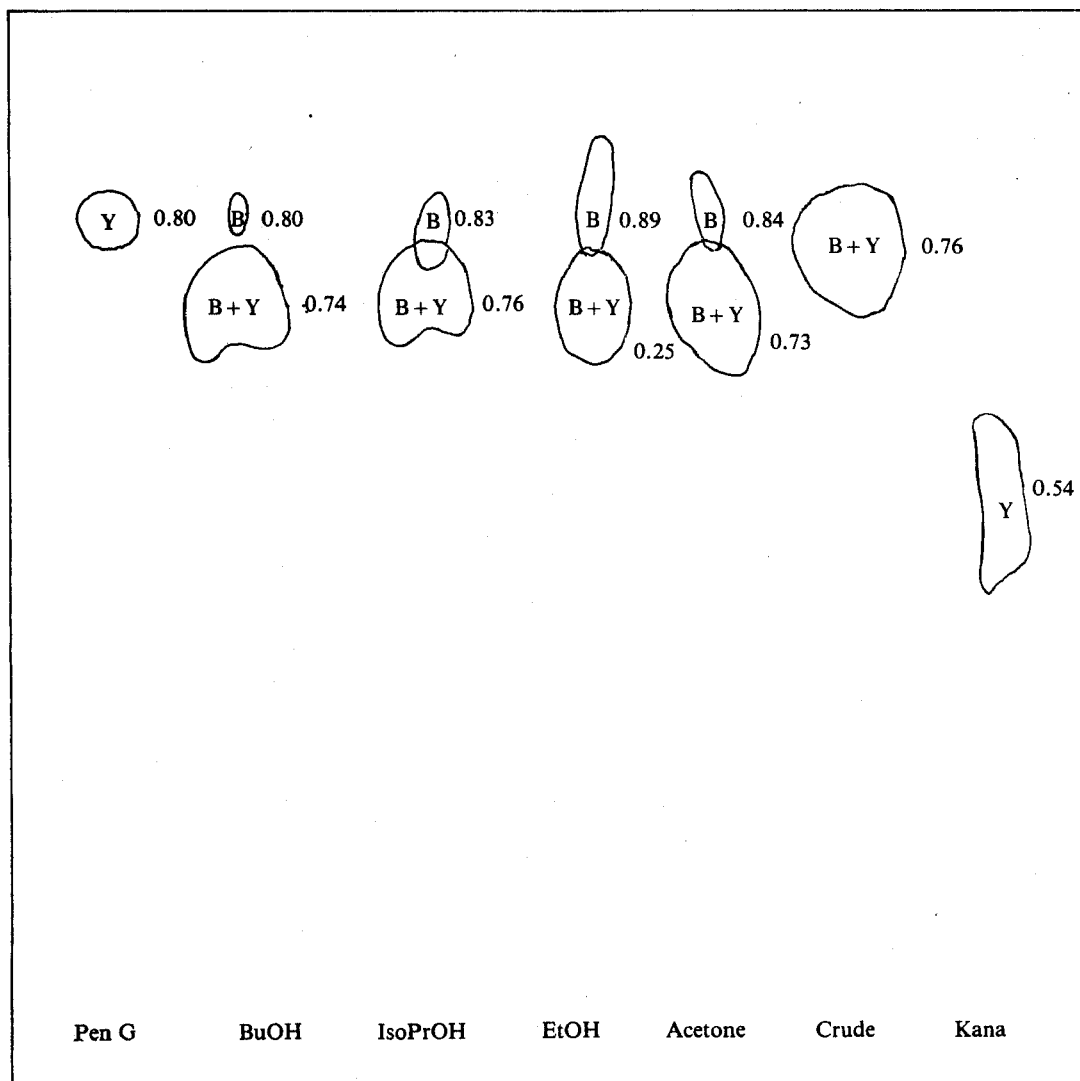 Y 0.80 B 0.80 B 0.83 B 0.89 B 0.84
B + Y 0.76
B + Y 0.74 B + Y 0.76 B + Y B + Y
0.25 0.73
0.54
Y
Pen G BuOH IsoPrOH EtOH Acetone Crude Kana